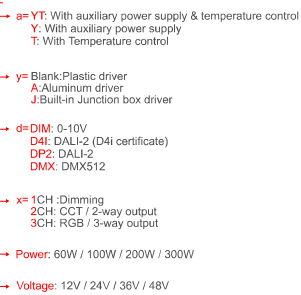 a= YT: With auxiliary power supply & temperature control
Y: With auxiliary power supply
T: With Temperature control
y= Blank:Plastic driver
A:Aluminum driver
J:Built-in Junction box driver
d= DIM: 0-10V
D4I: DALI-2 (D4i certificate)
DP2: DALI-2
DMX: DMX512
x= 1CH :Dimming
2CH: CCT / 2-way output
3CH: RGB / 3-way output
Power: 60W / 100W / 200W / 300W
Voltage: 12V / 24V / 36V / 48V